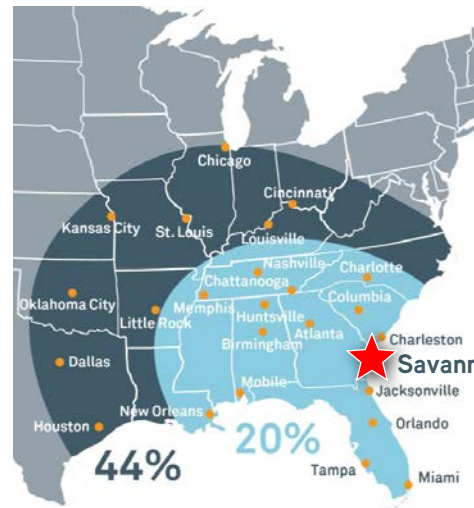 Chicago
Cincinnati
Kansas City
St. Louis
Louisville
Nashville
Charlotte
Chattanooga
Oklahoma City
Memphis
Columbia
Little Rock
Huntsville
Charleston
Birmingham
Atlanta
Dallas
Savann
Mobile
Jacksonville
New Orleans
Houston
Orlando
20%
44%
Tampa
Miami